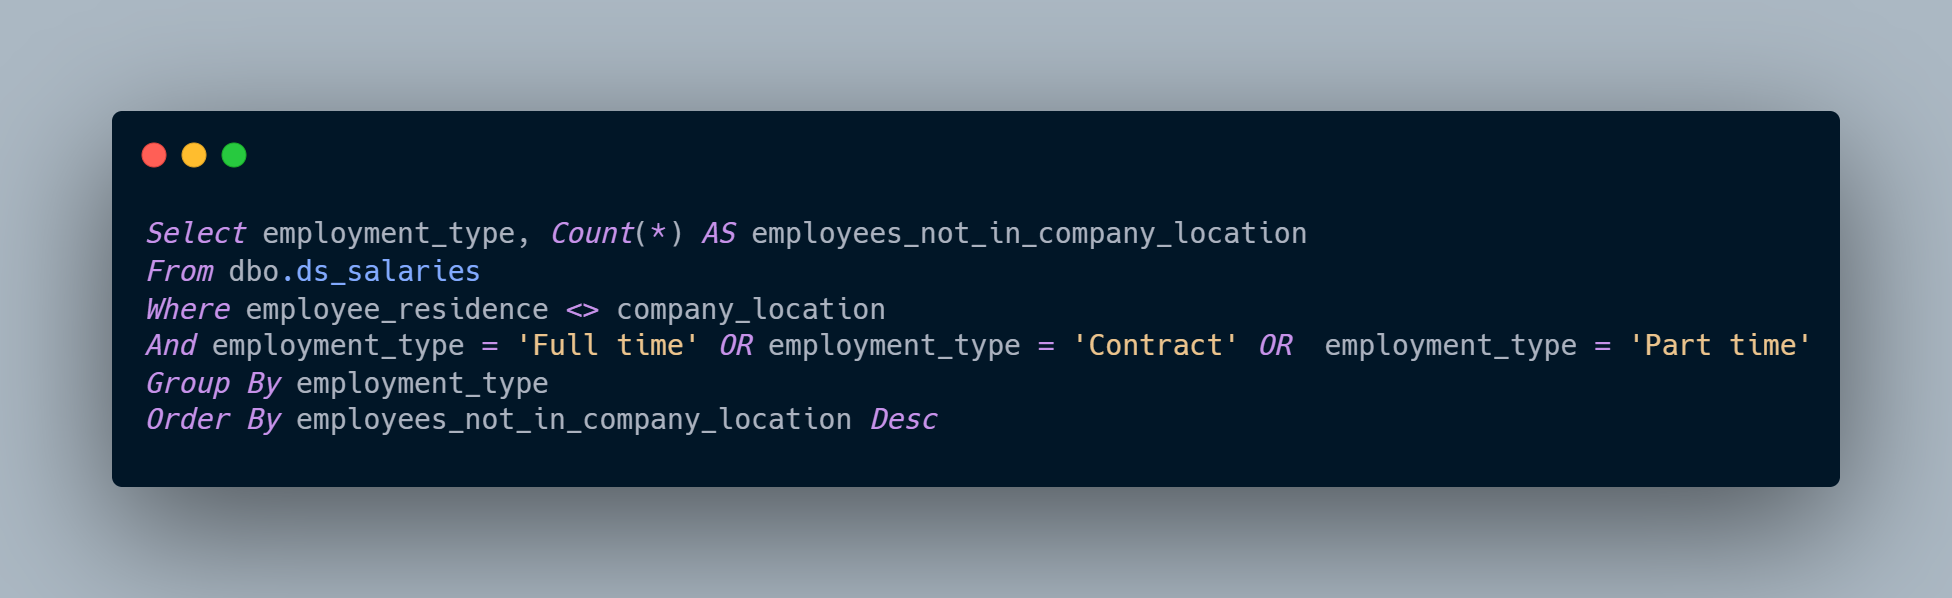 Select employment_type, Count(*) AS employees_not_in_company_location
From dbo.ds_salaries
Where employee_residence <> company_location
And employment_type = 'Full time' OR employment_type = 'Contract' OR  employment_type = 'Part time'
Group By employment_type
Order By employees_not_in_company_location Desc